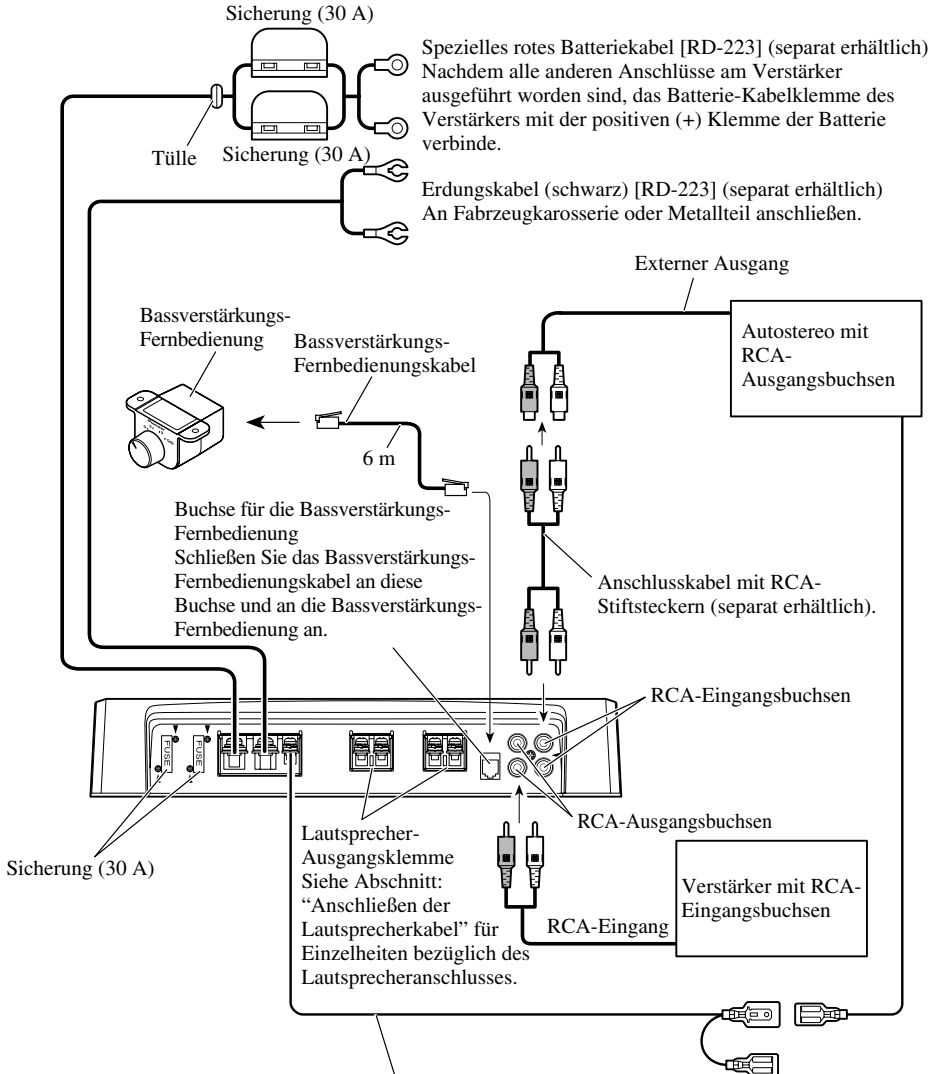 Sicherung (30 A)
Spezielles rotes Batteriekabel [RD-223] (separat erhältlich)
Nachdem alle anderen Anschlüsse am Verstärker
ausgeführt worden sind, das Batterie-Kabelklemme des
Verstärkers mit der positiven (+) Klemme der Batterie
verbinde.
Tülle
Sicherung (30 A)
Erdungskabel (schwarz) [RD-223] (separat erhältlich)
An Fabrzeugkarosserie oder Metallteil anschließen.
Externer Ausgang
Autostereo mit
RCA-
Ausgangsbuchsen
Bassverstärkungs-
Fernbedienung
Bassverstärkungs-
Fernbedienungskabel
6 m
Buchse für die Bassverstärkungs-
Fernbedienung
Schließen Sie das Bassverstärkungs-
Fernbedienungskabel an diese
Buchse und an die Bassverstärkungs-
Fernbedienung an.
Anschlusskabel mit RCA-
Stiftsteckern (separat erhältlich).
RCA-Eingangsbuchsen
FUSE
FUSE
RCA-Ausgangsbuchsen
Sicherung (30 A)
Lautsprecher-
Ausgangsklemme
Siehe Abschnitt:
“Anschließen der
Lautsprecherkabel” für
Einzelheiten bezüglich des
Lautsprecheranschlusses.
RCA-Eingang
Verstärker mit RCA-
Eingangsbuchsen